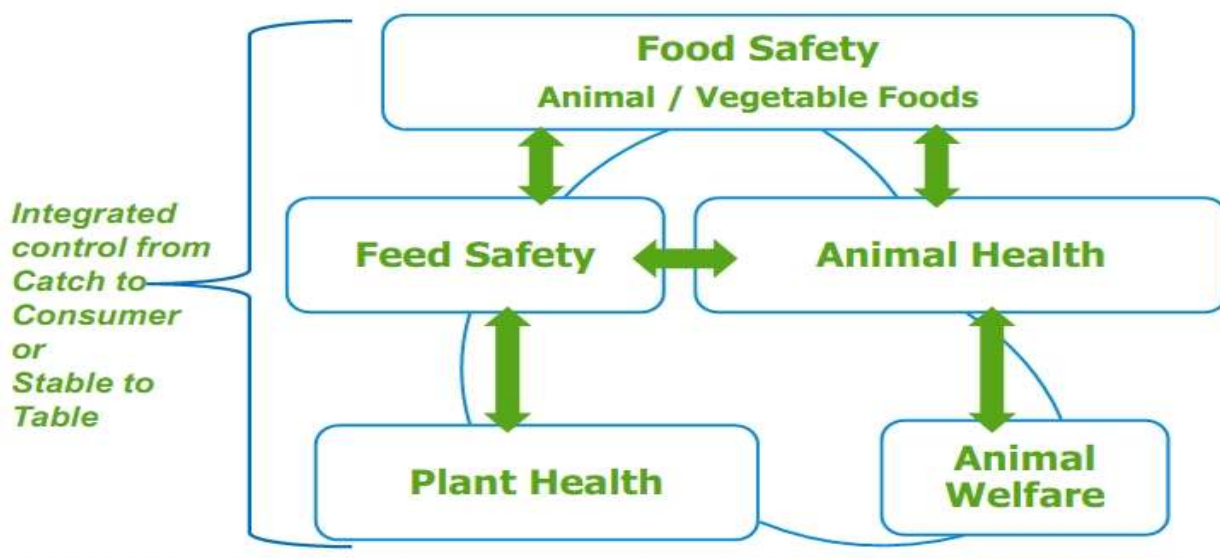 Food Safety
Animal / Vegetable Foods
Integrated
control from
Catch to
Consumer
or
Stable to
Table
Feed Safety
Animal Health
Plant Health
Animal
Welfare